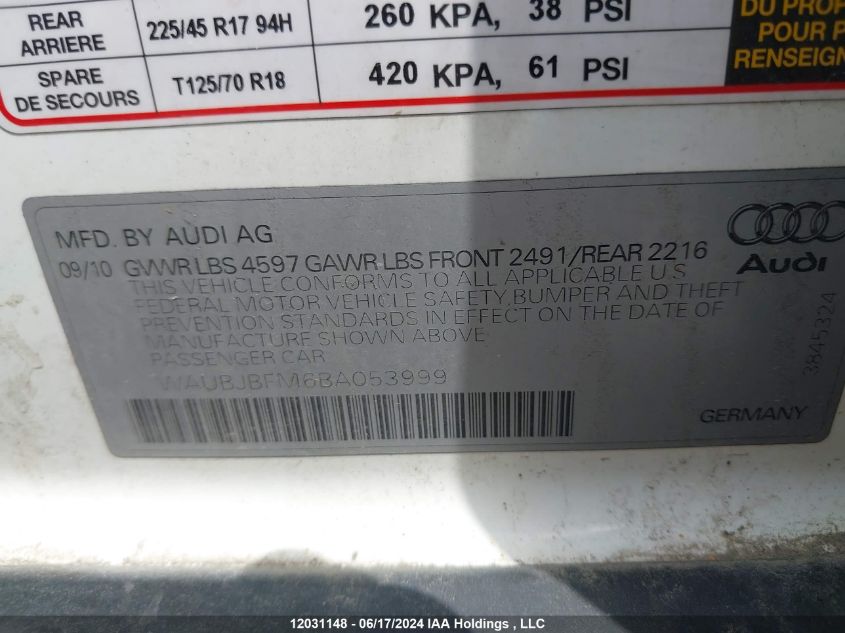 REAR
ARRIERE
225/45 R17 94H
260 KPA, 38 PSI
SPARE
DE SECOURS
T125/70 R18
420 KPA, 61 PSI
DU PROP
POUR P
RENSEIGN
MFD. BY AUDI AG
09/10 GVWR LBS 4597 GAWR LBS FRONT 2491/REAR 2216
THIS VEHICLE CONFORMS TO ALL APPLICABLE U S
FEDERAL MOTOR VEHICLE SAFETY,BUMPER AND THEFT
PREVENTION STANDARDS IN EFFECT ON THE DATE OF
MANUFACTURE SHOWN ABOVE
PASSENGER CAR
WAUBJBFM6BA053999
Audi
3845324
GERMANY
12031148 - 06/17/2024 IAA Holdings , LLC